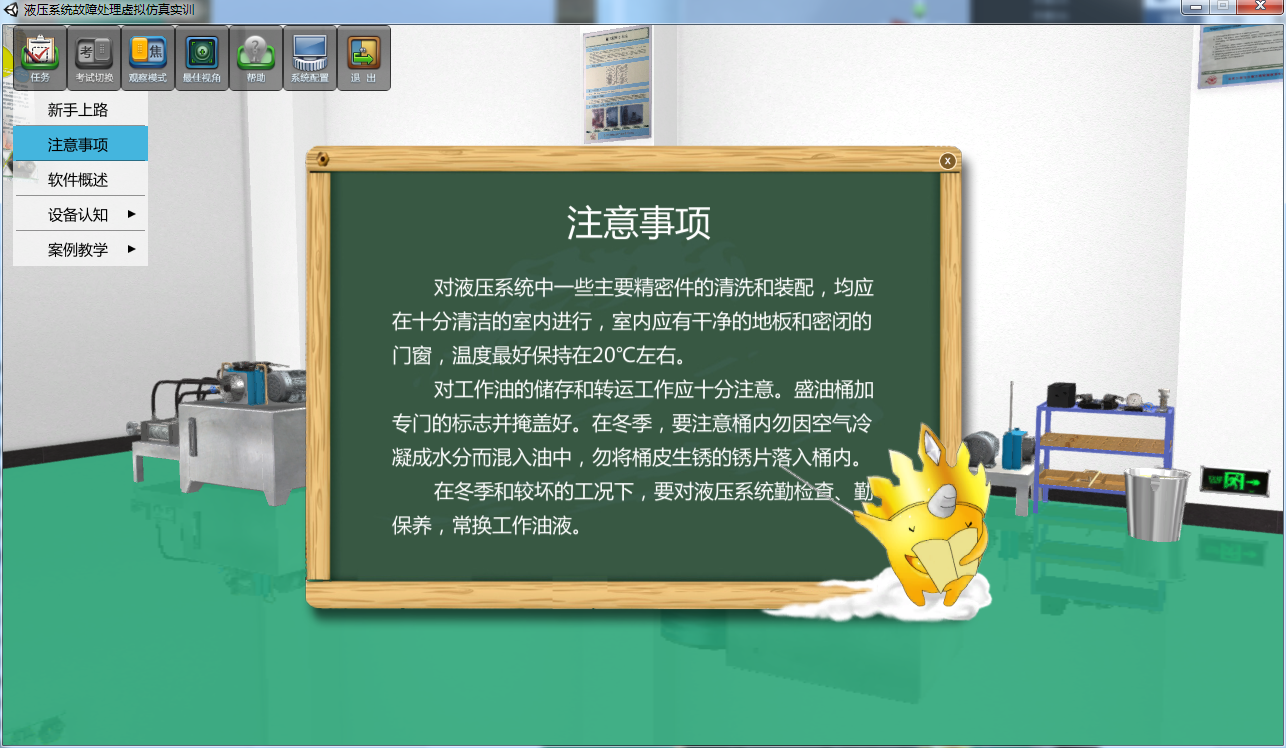 液压系统故障处理虚拟仿真实训
任务 考试切换 观察模式 最佳视角 帮助 系统配置 退 出
考 焦
新手上路
注意事项
软件概述
设备认知
案例教学
X
注意事项
对液压系统中一些主要精密件的清洗和装配，均应
在十分清洁的室内进行，室内应有干净的地板和密闭的
门窗，温度最好保持在20℃左右。
对工作油的储存和转运工作应十分注意。盛油桶加
专门的标志并掩盖好。在冬季，要注意桶内勿因空气冷
凝成水分而混入油中，勿将桶皮生锈的锈片落入桶内。
在冬季和较坏的工况下，要对液压系统勤检查、勤
保养，常换工作油液。